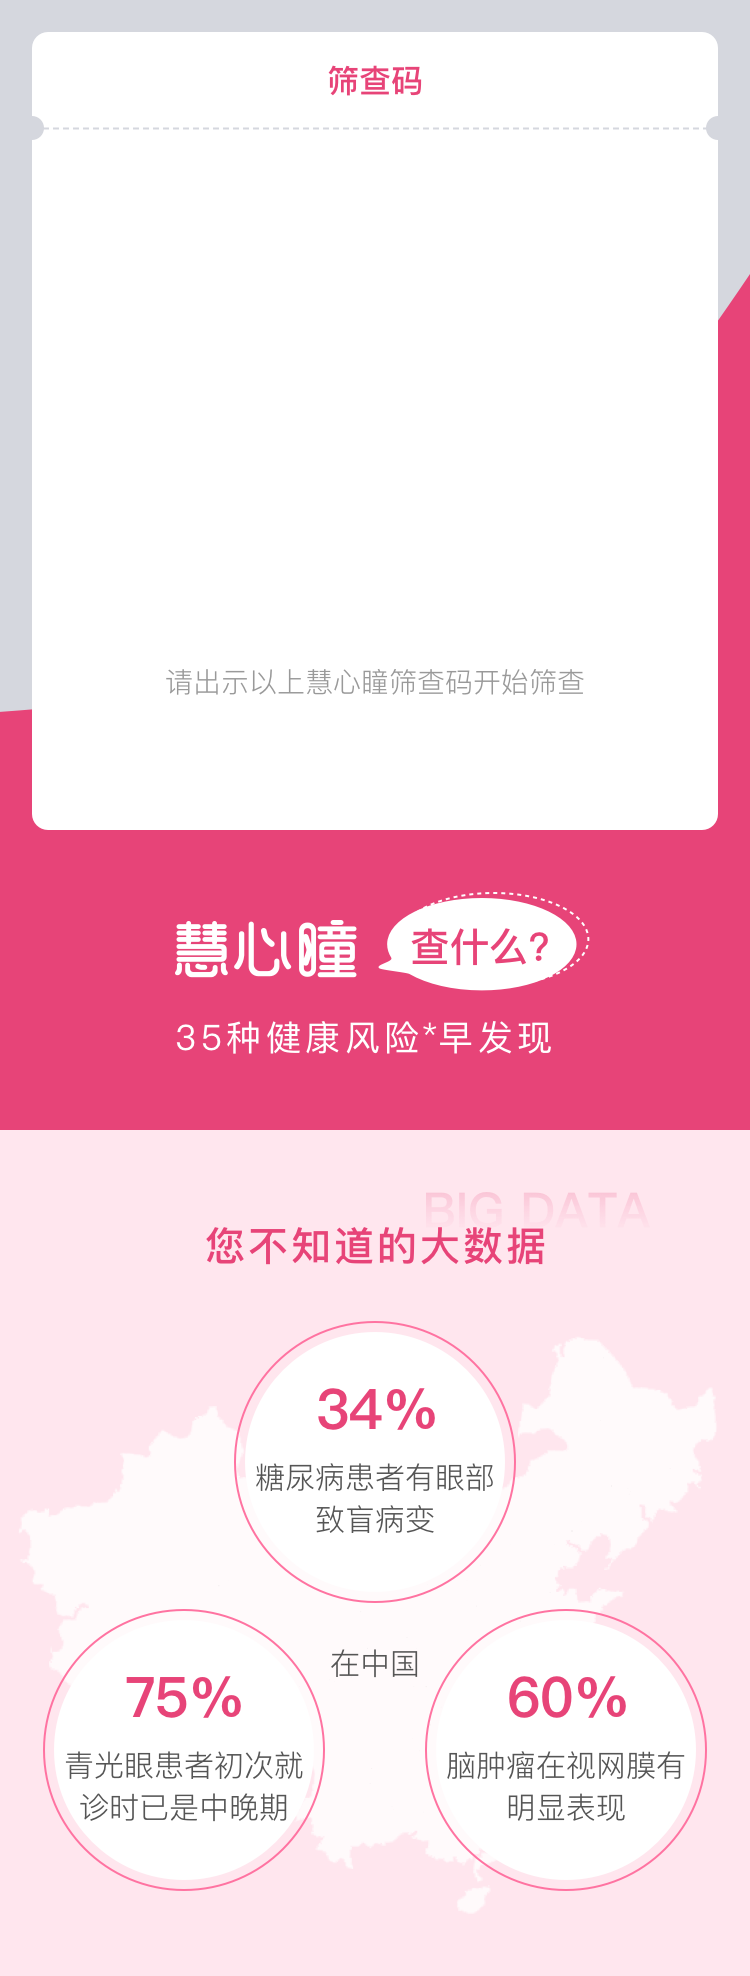 筛查码
请出示以上慧心瞳筛查码开始筛查
慧心瞳 查什么?
35种健康风险*早发现
BIG DATA
您不知道的大数据
34%
糖尿病患者有眼部
致盲病变
在中国
75%
青光眼患者初次就
诊时已是中晚期
60%
脑肿瘤在视网膜有
明显表现